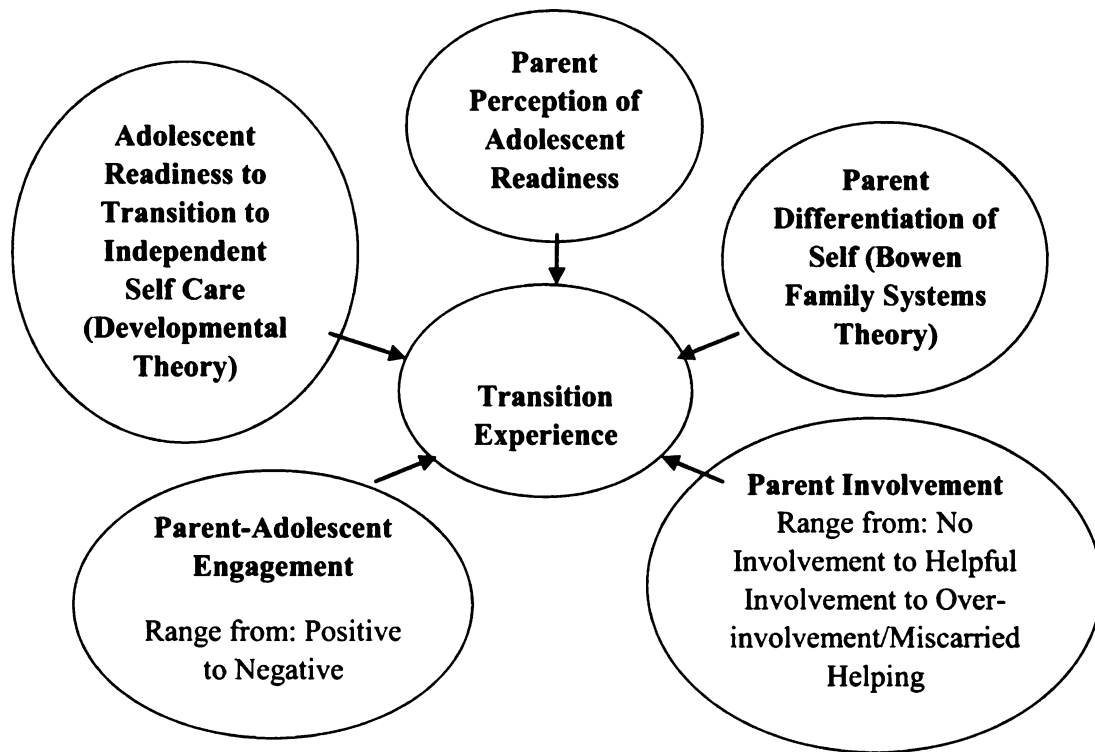 Parent
Perception of
Adolescent
Readiness
Adolescent
Readiness to
Transition to
Independent
Self Care
(Developmental
Theory)
Parent
Differentiation of
Self (Bowen
Family Systems
Theory)
Transition
Experience
Parent-Adolescent
Engagement
Range from: Positive
to Negative
Parent Involvement
Range from: No
Involvement to Helpful
Involvement to Over-
involvement/Miscarried
Helping